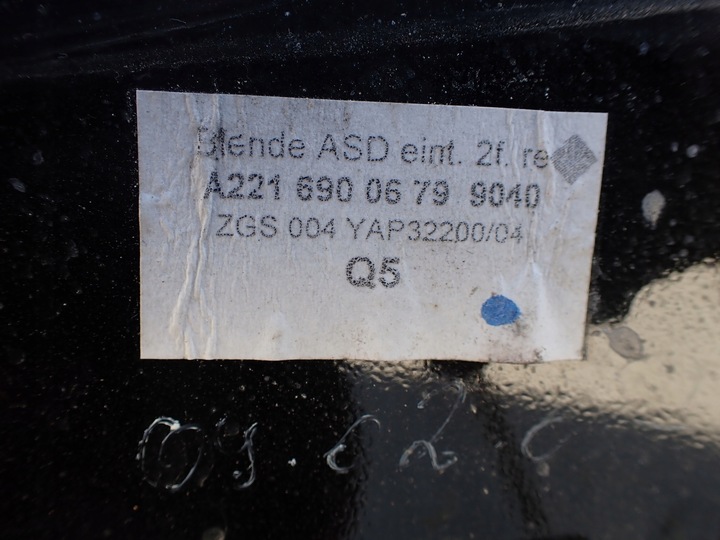 Blende ASD eint. 2f. re
A221 690 06 79 9040
ZGS 004 YAP32200/04
Q5